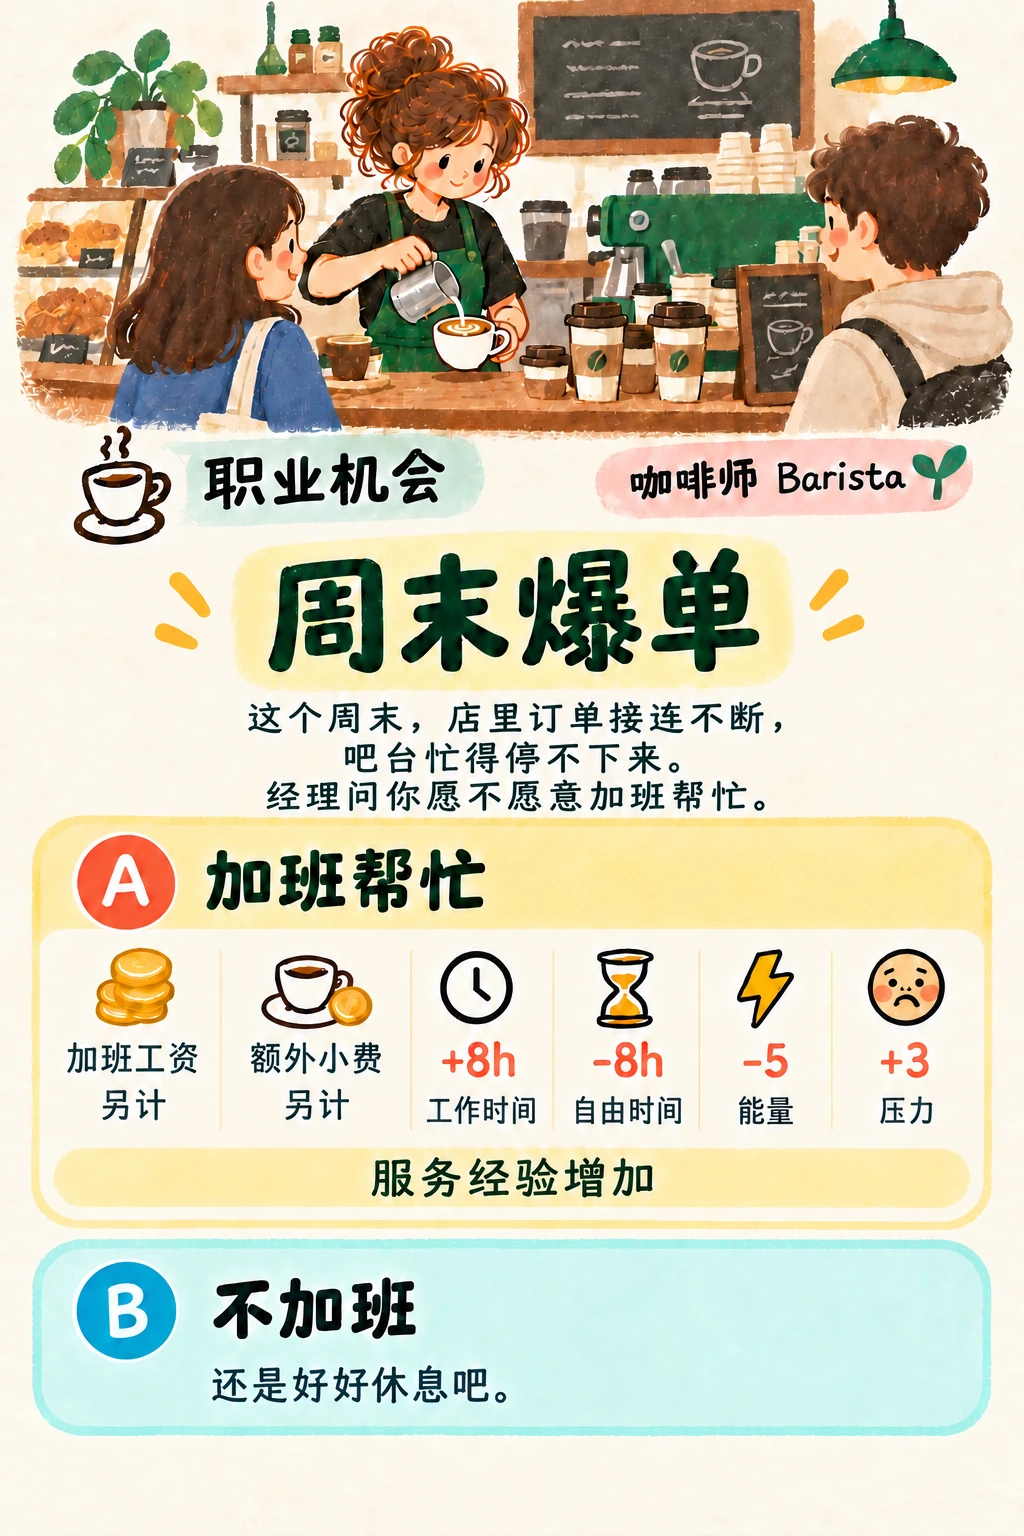 职业机会
咖啡师 Barista
周末爆单
这个周末，店里订单接连不断，
吧台忙得停不下来。
经理问你愿不愿意加班帮忙。
A 加班帮忙
加班工资
另计
额外小费
另计
+8h
工作时间
-8h
自由时间
-5
能量
+3
压力
服务经验增加
B 不加班
还是好好休息吧。